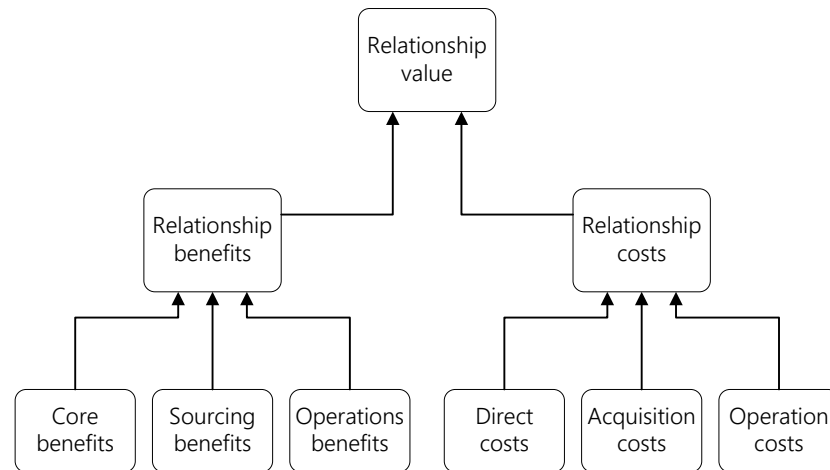 Relationship
value
Relationship
benefits
Relationship
costs
Core
benefits
Sourcing
benefits
Operations
benefits
Direct
costs
Acquisition
costs
Operation
costs